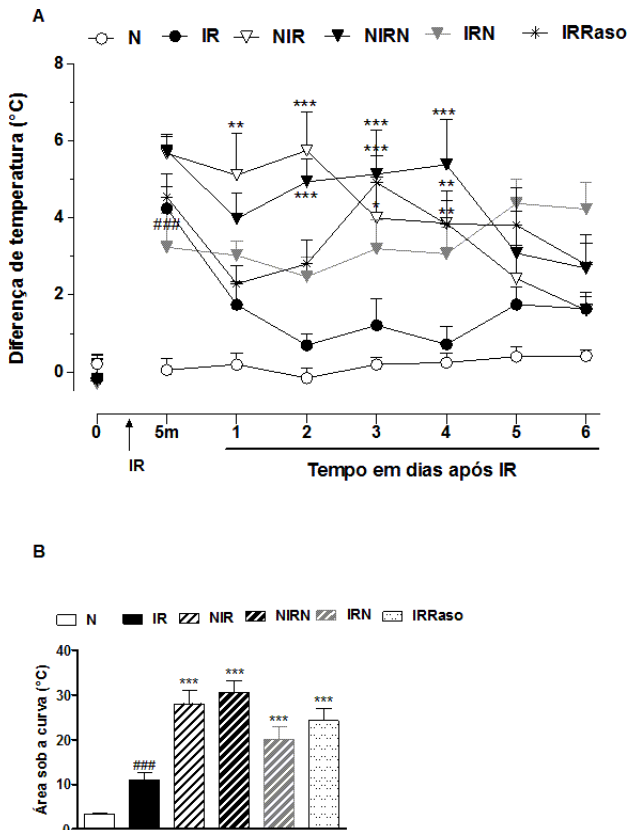 A
N IR NIR NIRN IRN IRRaso
Diferença de temperatura (°C)
8
6
4
2
0
**
***
***
***
***
***
###
*
**
**
0 5m 1 2 3 4 5 6
IR
Tempo em dias após IR
B
N IR NIR NIRN IRN IRRaso
Área sob a curva (°C)
40
30
20
10
0
###
***
***
***
***